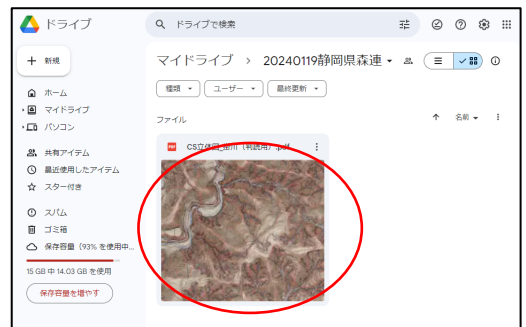 ドライブ
ドライブで検索
新規
マイドライブ > 20240119静岡県森連
種類
ユーザー
最終更新
ホーム
マイドライブ
パソコン
ファイル
名前
PDF
共有アイテム
最近使用したアイテム
スター付き
スパム
ゴミ箱
保存容量（93% を使用中...
15 GB 中 14.03 GB を使用
保存容量を増やす